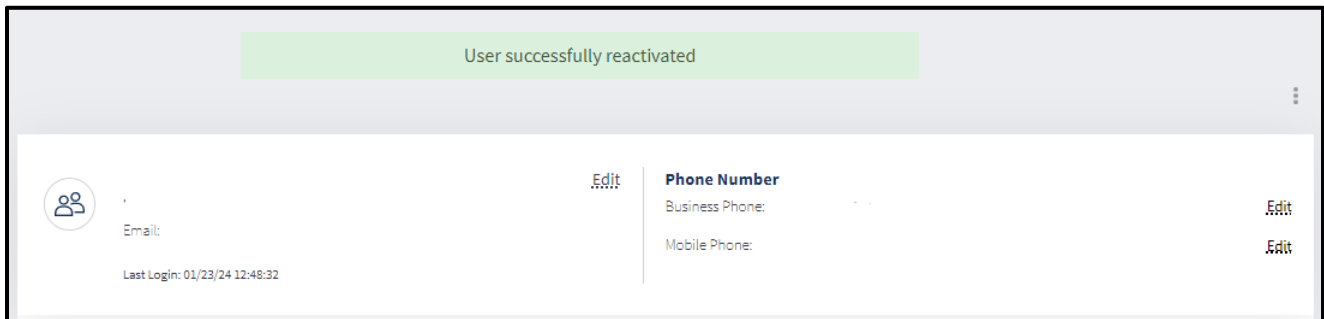 User successfully reactivated
Edit
Email:
Last Login: 01/23/24 12:48:32
Phone Number
Business Phone:
Edit
Mobile Phone:
Edit